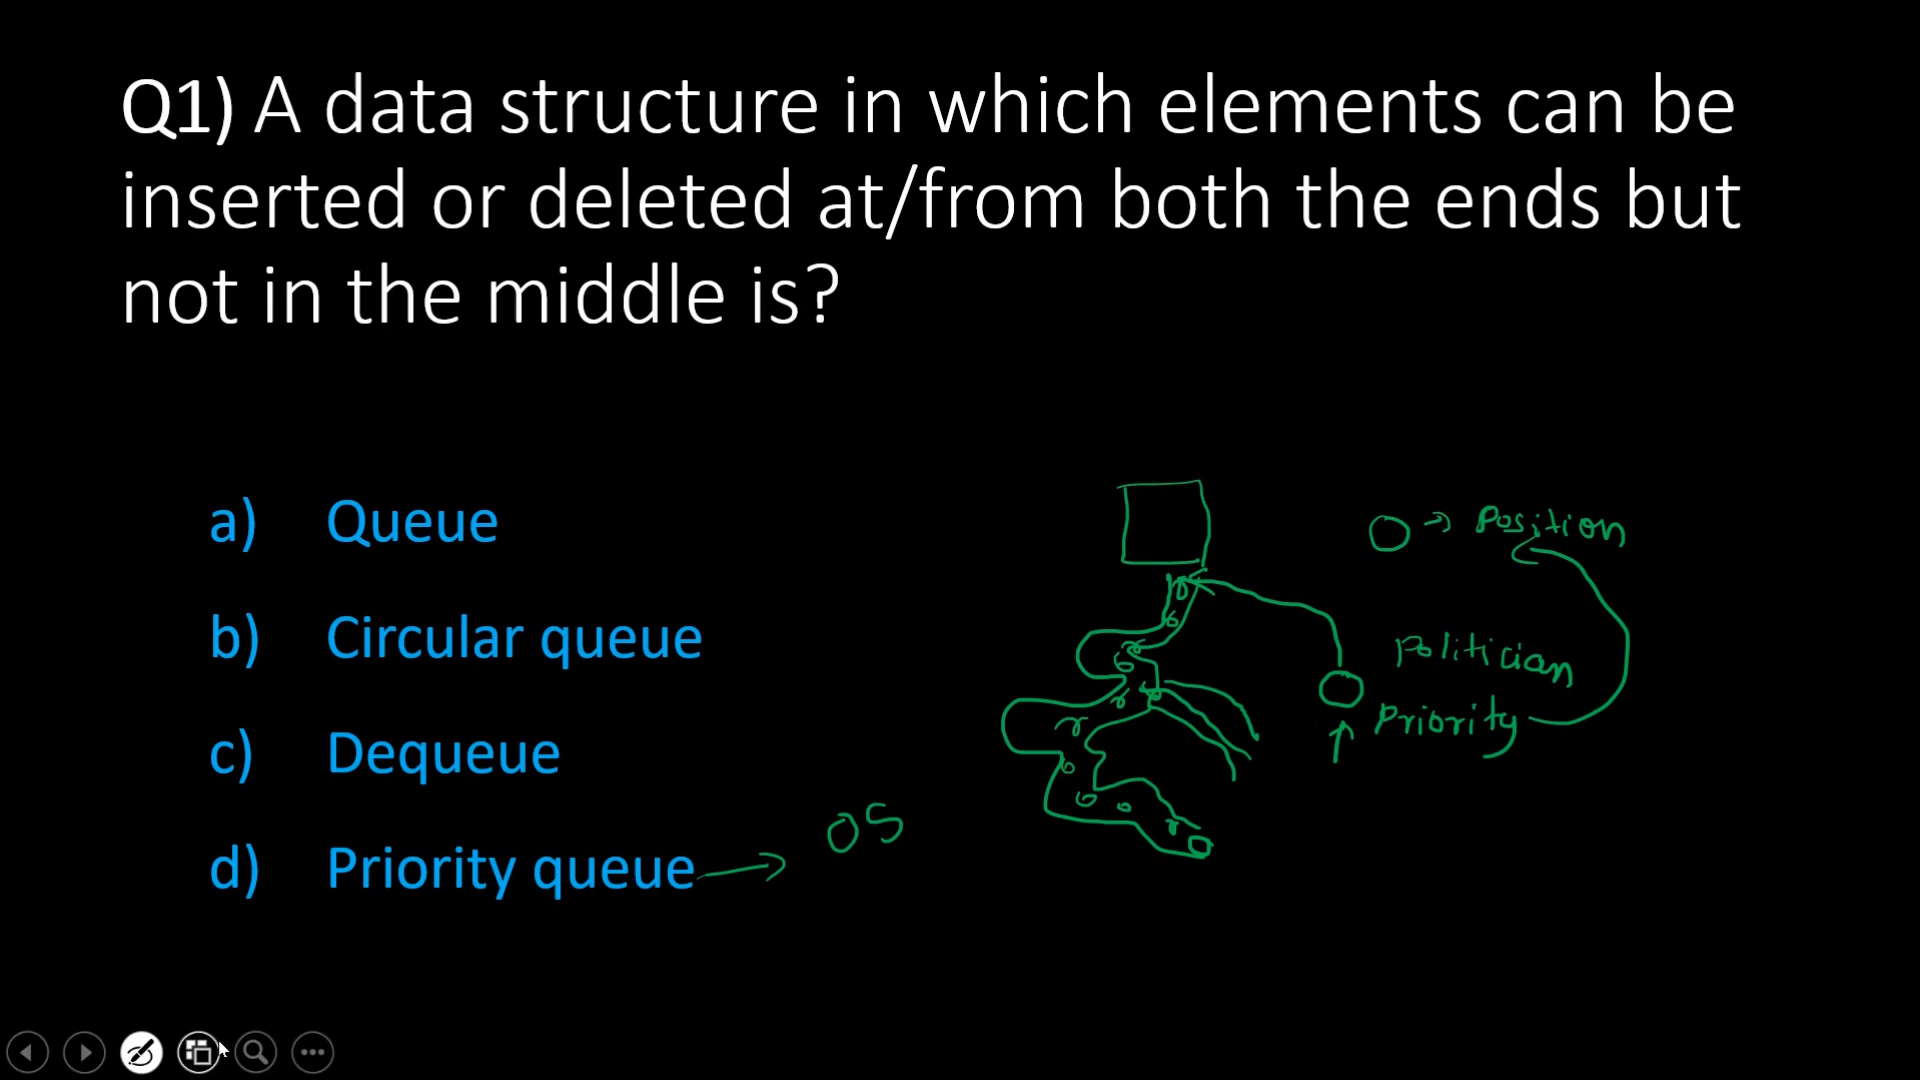 Q1) A data structure in which elements can be
inserted or deleted at/from both the ends but
not in the middle is?
a) Queue
b) Circular queue
c) Dequeue
d) Priority queue
OS
Position
Politician
Priority